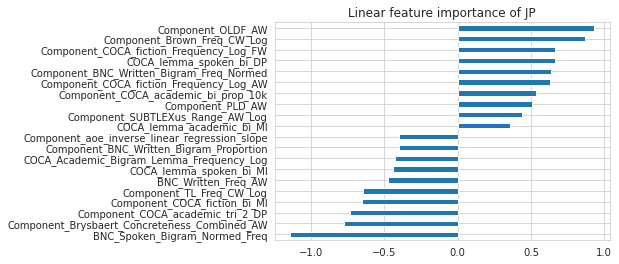 Linear feature importance of JP
Component_OLDF_AW
Component_Brown_Freq_CW_Log
Component_COCA_fiction_Frequency_Log_FW
COCA_lemma_spoken_bi_DP
Component_BNC_Written_Bigram_Freq_Normed
Component_COCA_fiction_Frequency_Log_AW
Component_COCA_academic_bi_prop_10k
Component_PLD_AW
Component_SUBTLEXus_Range_AW_Log
COCA_lemma_academic_bi_MI
Component_aoe_inverse_linear_regression_slope
Component_BNC_Written_Bigram_Proportion
COCA_Academic_Bigram_Lemma_Frequency_Log
COCA_lemma_spoken_bi_MI
BNC_Written_Freq_AW
Component_TL_Freq_CW_Log
Component_COCA_fiction_bi_MI
Component_COCA_academic_tri_2_DP
Component_Brysbaert_Concreteness_Combined_AW
BNC_Spoken_Bigram_Normed_Freq
−1.0 −0.5 0.0 0.5 1.0